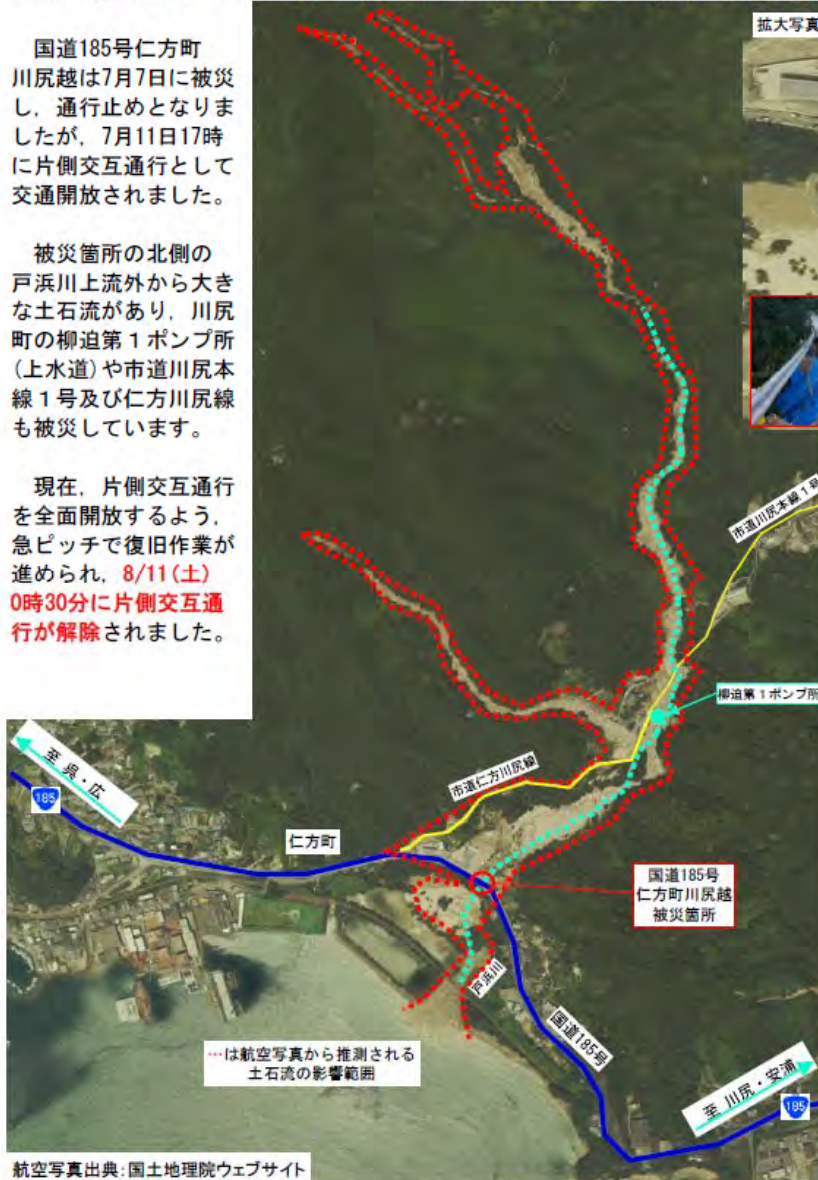 国道185号仁方町
川尻越は7月7日に被災
し，通行止めとなりま
したが，7月11日17時
に片側交互通行として
交通開放されました。
被災箇所の北側の
戸浜川上流外から大き
な土石流があり，川尻
町の柳迫第１ポンプ所
(上水道)や市道川尻本
線１号及び仁方川尻線
も被災しています。
現在，片側交互通行
を全面開放するよう，
急ピッチで復旧作業が
進められ，8/11(土)
0時30分に片側交互通
行が解除されました。
拡大写真
市道川尻本線１号
柳迫第１ポンプ所
至 呉・広
185
市道仁方川尻線
仁方町
国道185号
仁方町川尻越
被災箇所
戸浜川
国道185号
…は航空写真から推測される
土石流の影響範囲
至 川尻・安浦
185
航空写真出典：国土地理院ウェブサイト